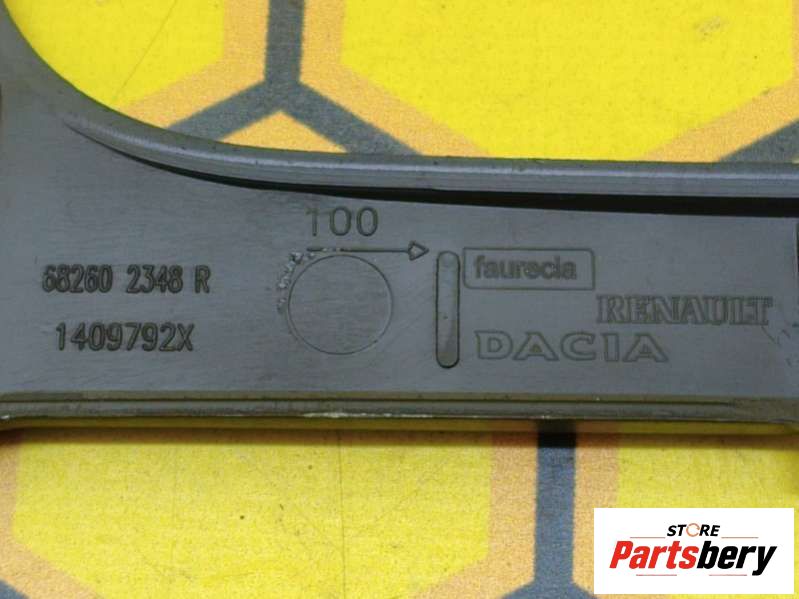 100
68260 2348 R
1409792X
faurecia
RENAULT
DACIA
STORE
Partsbery